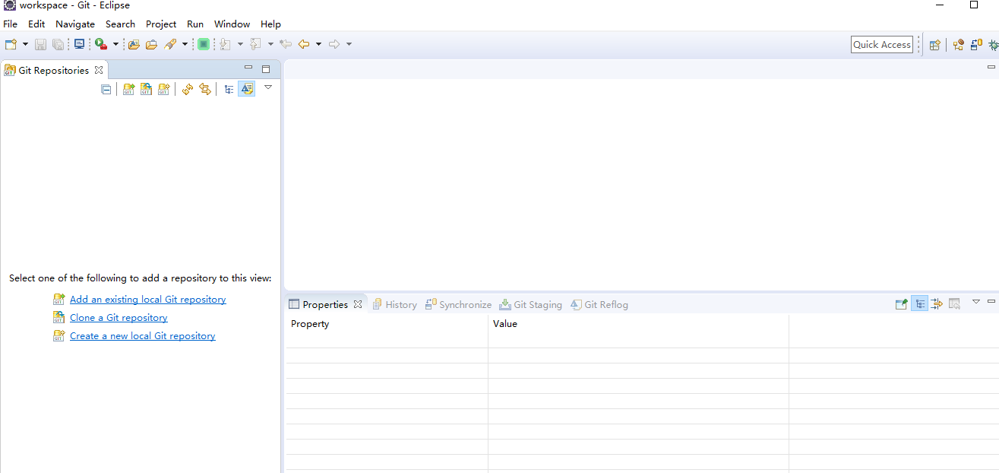 workspace - Git - Eclipse
File Edit Navigate Search Project Run Window Help
Quick Access
Git Repositories
Select one of the following to add a repository to this view:
Add an existing local Git repository
Clone a Git repository
Create a new local Git repository
Properties History Synchronize Git Staging Git Reflog
Property Value